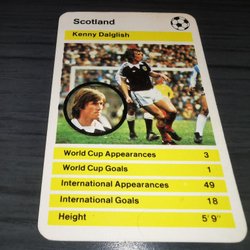 Scotland
Kenny Dalglish
World Cup Appearances 3
World Cup Goals 1
International Appearances 49
International Goals 18
Height 5' 9"